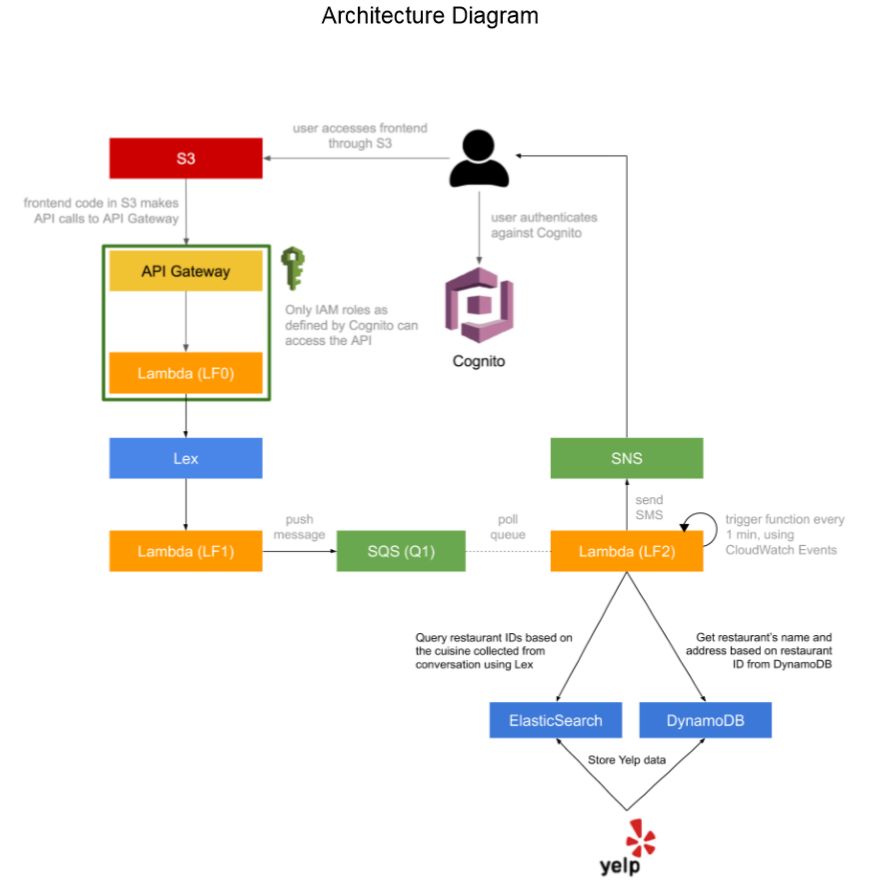 Architecture Diagram
user accesses frontend
through S3
S3
frontend code in S3 makes
API calls to API Gateway
user authenticates
against Cognito
API Gateway
Only IAM roles as
defined by Cognito can
access the API
Cognito
Lambda (LF0)
Lex
SNS
send
SMS
push
message
poll
queue
trigger function every
1 min, using
CloudWatch Events
Lambda (LF1)
SQS (Q1)
Lambda (LF2)
Query restaurant IDs based on
the cuisine collected from
conversation using Lex
Get restaurant's name and
address based on restaurant
ID from DynamoDB
ElasticSearch
DynamoDB
Store Yelp data
yelp